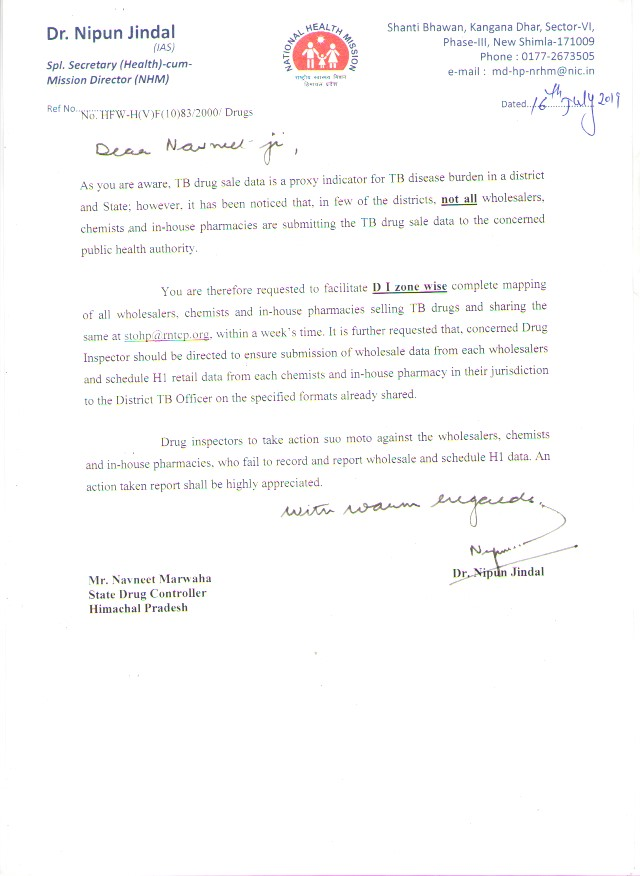 Dr. Nipun Jindal
(IAS)
Spl. Secretary (Health)-cum-
Mission Director (NHM)
NATIONAL HEALTH MISSION
राष्ट्रीय स्वास्थ्य मिशन
हिमाचल प्रदेश
Shanti Bhawan, Kangana Dhar, Sector-VI,
Phase-III, New Shimla-171009
Phone : 0177-2673505
e-mail : md-hp-nrhm@nic.in
Ref No......No. HFW-H(V)F(10)83/2000/ Drugs
Dated..16th July 2019
Dear Navneet-ji,
As you are aware, TB drug sale data is a proxy indicator for TB disease burden in a district
and State; however, it has been noticed that, in few of the districts, not all wholesalers,
chemists and in-house pharmacies are submitting the TB drug sale data to the concerned
public health authority.
You are therefore requested to facilitate D I zone wise complete mapping
of all wholesalers, chemists and in-house pharmacies selling TB drugs and sharing the
same at stohp@rntcp.org, within a week's time. It is further requested that, concerned Drug
Inspector should be directed to ensure submission of wholesale data from each wholesalers
and schedule H1 retail data from each chemists and in-house pharmacy in their jurisdiction
to the District TB Officer on the specified formats already shared.
Drug inspectors to take action suo moto against the wholesalers, chemists
and in-house pharmacies, who fail to record and report wholesale and schedule H1 data. An
action taken report shall be highly appreciated.
with warm regards.
Nipun
Dr. Nipun Jindal
Mr. Navneet Marwaha
State Drug Controller
Himachal Pradesh